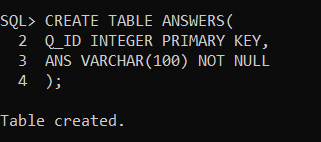 SQL> CREATE TABLE ANSWERS(
  2  Q_ID INTEGER PRIMARY KEY,
  3  ANS VARCHAR(100) NOT NULL
  4  );
Table created.